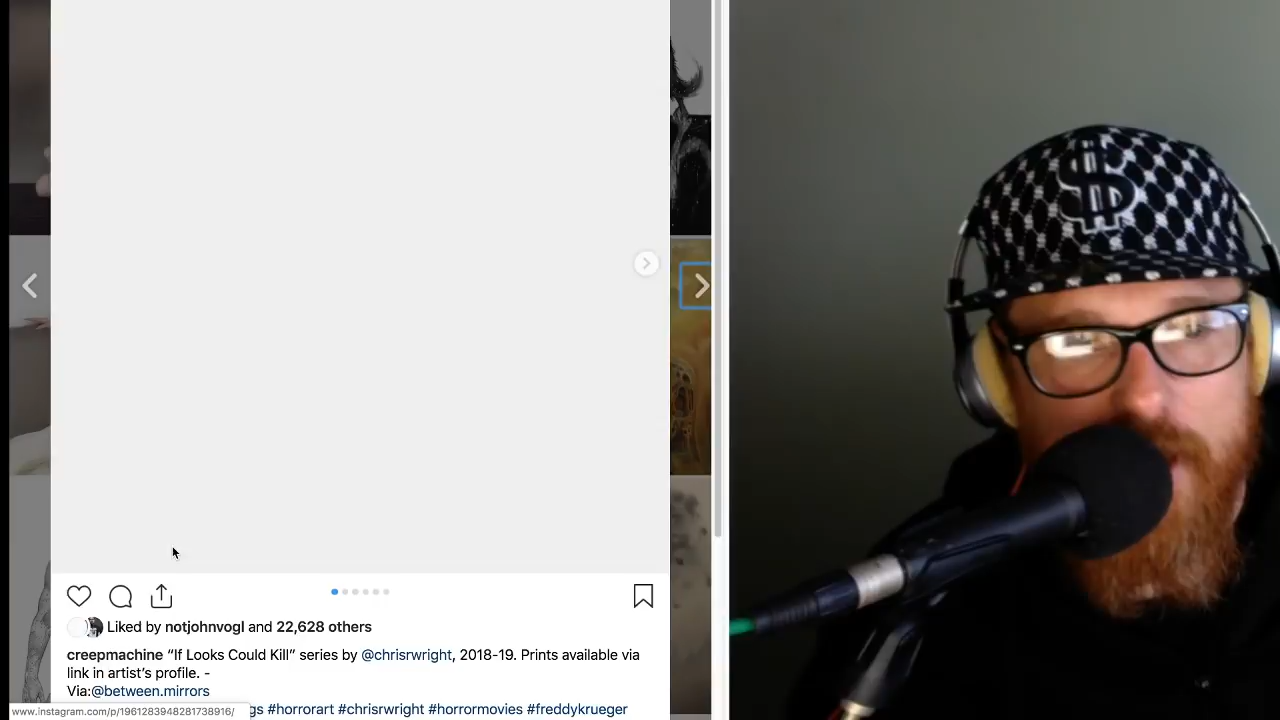 $
Liked by notjohnvogl and 22,628 others
creepmachine “If Looks Could Kill” series by @chrisrwright, 2018-19. Prints available via
link in artist’s profile. -
Via:@between.mirrors
#horrorart #chrisrwright #horrormovies #freddykrueger
www.instagram.com/p/1961283948281738916/